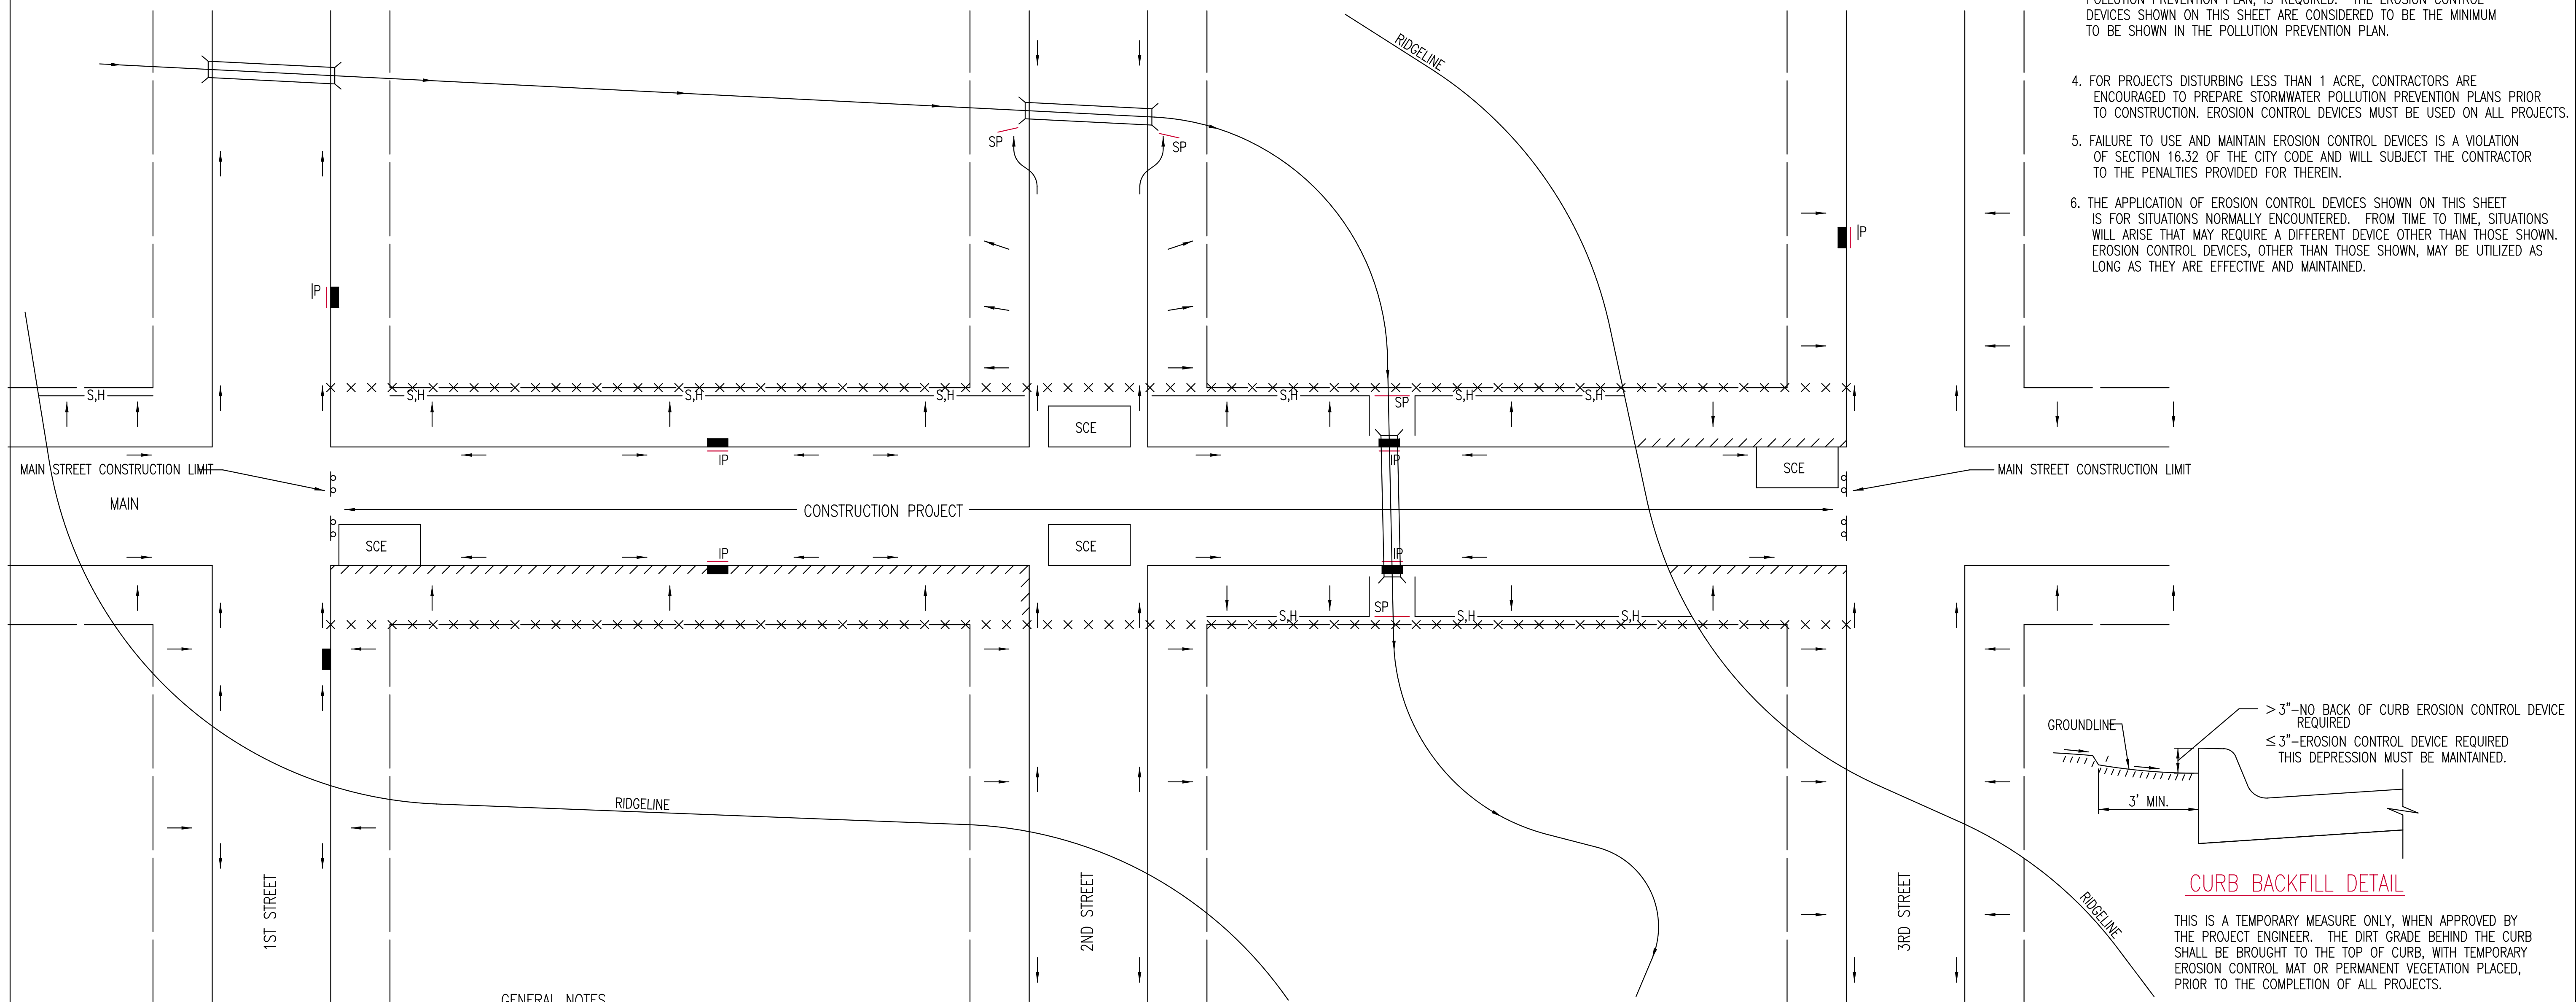 POLLUTION PREVENTION PLAN, IS REQUIRED. THE EROSION CONTROL
DEVICES SHOWN ON THIS SHEET ARE CONSIDERED TO BE THE MINIMUM
TO BE SHOWN IN THE POLLUTION PREVENTION PLAN.
4. FOR PROJECTS DISTURBING LESS THAN 1 ACRE, CONTRACTORS ARE
ENCOURAGED TO PREPARE STORMWATER POLLUTION PREVENTION PLANS PRIOR
TO CONSTRUCTION. EROSION CONTROL DEVICES MUST BE USED ON ALL PROJECTS.
5. FAILURE TO USE AND MAINTAIN EROSION CONTROL DEVICES IS A VIOLATION
OF SECTION 16.32 OF THE CITY CODE AND WILL SUBJECT THE CONTRACTOR
TO THE PENALTIES PROVIDED FOR THEREIN.
6. THE APPLICATION OF EROSION CONTROL DEVICES SHOWN ON THIS SHEET
IS FOR SITUATIONS NORMALLY ENCOUNTERED. FROM TIME TO TIME, SITUATIONS
WILL ARISE THAT MAY REQUIRE A DIFFERENT DEVICE OTHER THAN THOSE SHOWN.
EROSION CONTROL DEVICES, OTHER THAN THOSE SHOWN, MAY BE UTILIZED AS
LONG AS THEY ARE EFFECTIVE AND MAINTAINED.
RIDGELINE
SP
SP
IP
IP
S,H
S,H
S,H
S,H
S,H
SP
S,H
S,H
SCE
IP
IP
SCE
MAIN STREET CONSTRUCTION LIMIT
MAIN STREET CONSTRUCTION LIMIT
MAIN
CONSTRUCTION PROJECT
SCE
IP
SCE
IP
SP
S,H
S,H
S,H
RIDGELINE
1ST STREET
2ND STREET
3RD STREET
RIDGELINE
GROUNDLINE
>3"-NO BACK OF CURB EROSION CONTROL DEVICE
REQUIRED
≤3"-EROSION CONTROL DEVICE REQUIRED
THIS DEPRESSION MUST BE MAINTAINED.
3' MIN.
CURB BACKFILL DETAIL
THIS IS A TEMPORARY MEASURE ONLY, WHEN APPROVED BY
THE PROJECT ENGINEER. THE DIRT GRADE BEHIND THE CURB
SHALL BE BROUGHT TO THE TOP OF CURB, WITH TEMPORARY
EROSION CONTROL MAT OR PERMANENT VEGETATION PLACED,
PRIOR TO THE COMPLETION OF ALL PROJECTS.
GENERAL NOTES